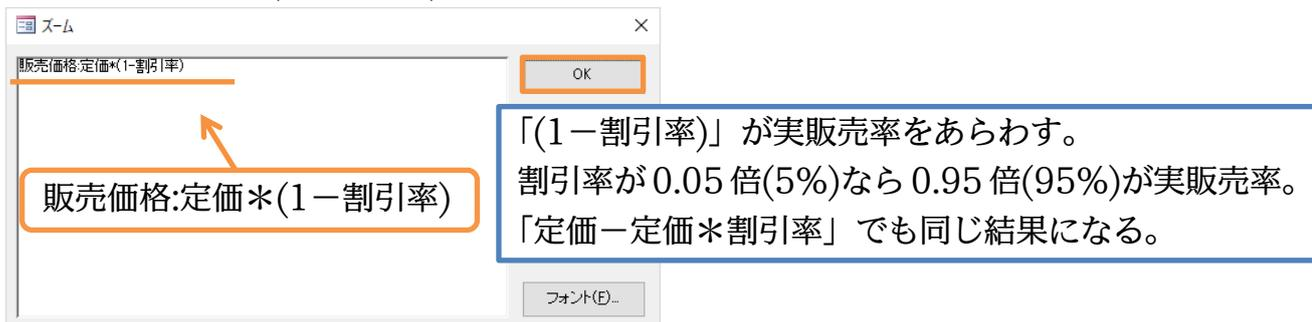 ズーム
販売価格:定価*(1-割引率)
OK
「(1－割引率)」が実販売率をあらわす。
割引率が0.05倍(5%)なら0.95倍(95%)が実販売率。
「定価－定価＊割引率」でも同じ結果になる。
販売価格:定価＊(1－割引率)
フォント(F)...